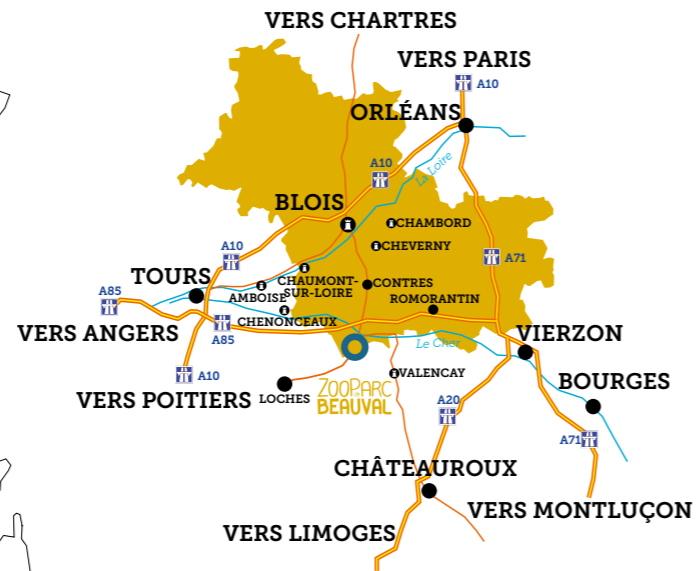 VERS CHARTRES
VERS PARIS
A10
ORLÉANS
A10
La Loire
BLOIS
CHAMBORD
CHEVERNY
A10
A71
TOURS
CHAUMONT-
SUR-LOIRE
CONTRES
A85
AMBOISE
ROMORANTIN
CHENONCEAUX
VERS ANGERS
A85
Le Cher
VIERZON
A10
VALENCAY
BOURGES
VERS POITIERS
LOCHES
ZOOPARC
DE
BEAUVAL
A20
A71
CHÂTEAUROUX
VERS MONTLUÇON
VERS LIMOGES